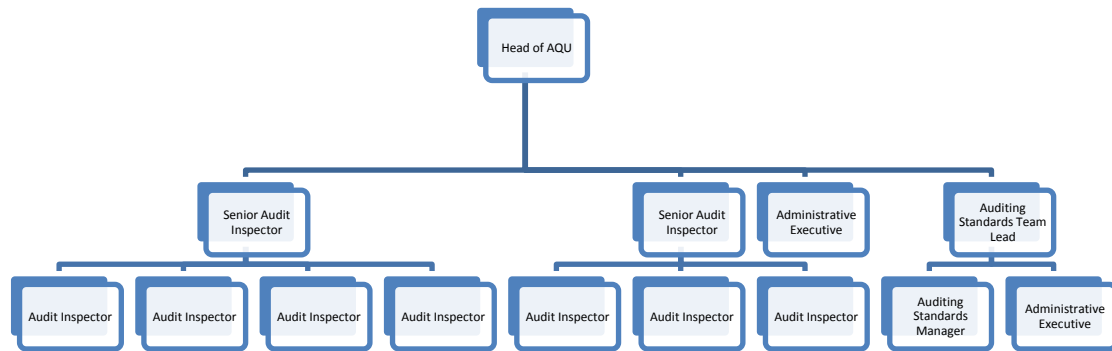 Head of AQU
Senior Audit
Inspector
Senior Audit
Inspector
Administrative
Executive
Auditing
Standards Team
Lead
Audit Inspector
Audit Inspector
Audit Inspector
Audit Inspector
Audit Inspector
Audit Inspector
Audit Inspector
Auditing
Standards
Manager
Administrative
Executive